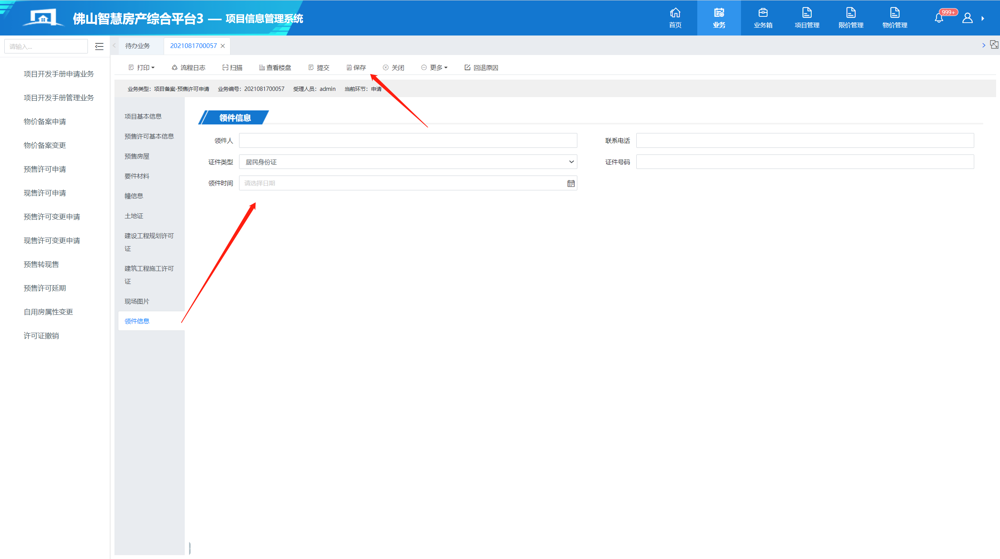 佛山智慧房产综合平台3 — 项目信息管理系统
首页
业务
业务箱
项目管理
限价管理
物价管理
999+
请输入...
待办业务
2021081700057
打印
流程日志
扫描
查看楼盘
提交
保存
关闭
更多
回退原因
业务类型：项目备案-预售许可申请 业务编号：2021081700057 受理人员：admin 当前环节：申请
项目开发手册申请业务
项目开发手册管理业务
物价备案申请
物价备案变更
预售许可申请
现售许可申请
预售许可变更申请
现售许可变更申请
预售转现售
预售许可延期
自用房属性变更
许可证撤销
项目基本信息
预售许可基本信息
预售房屋
要件材料
幢信息
土地证
建设工程规划许可
证
建筑工程施工许可
证
现场图片
领件信息
领件信息
领件人
联系电话
证件类型
居民身份证
证件号码
领件时间
请选择日期